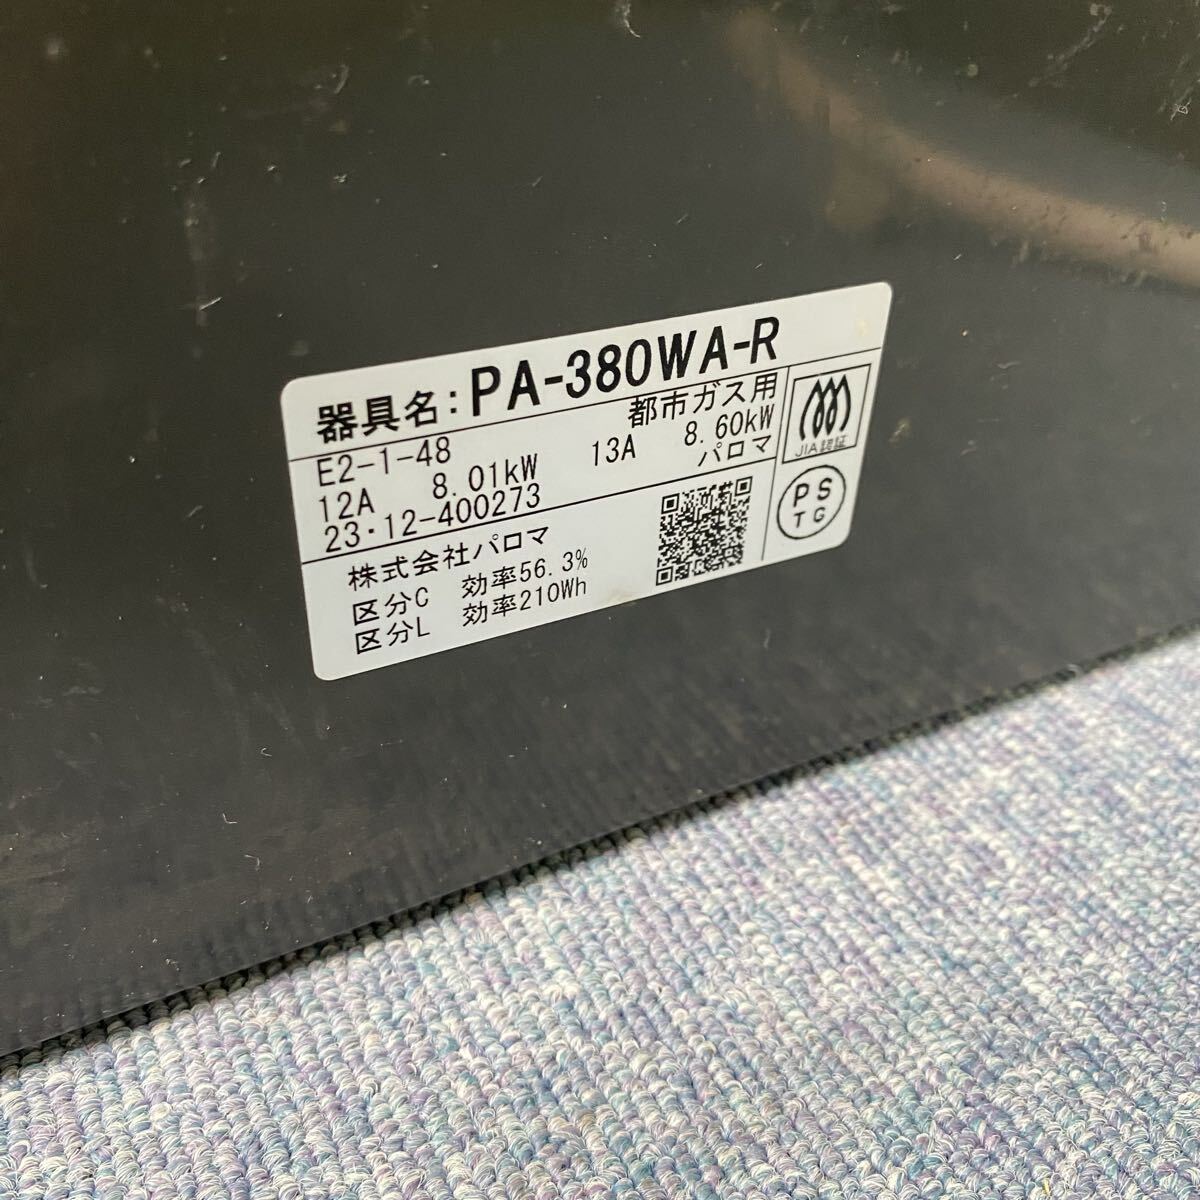 器具名:PA-380WA-R
E2-1-48 都市ガス用
12A 8.01kW 13A 8.60kW
23・12-400273 パロマ
株式会社パロマ
区分C 効率56.3%
区分L 効率210Wh
JIA認証
PS
TG